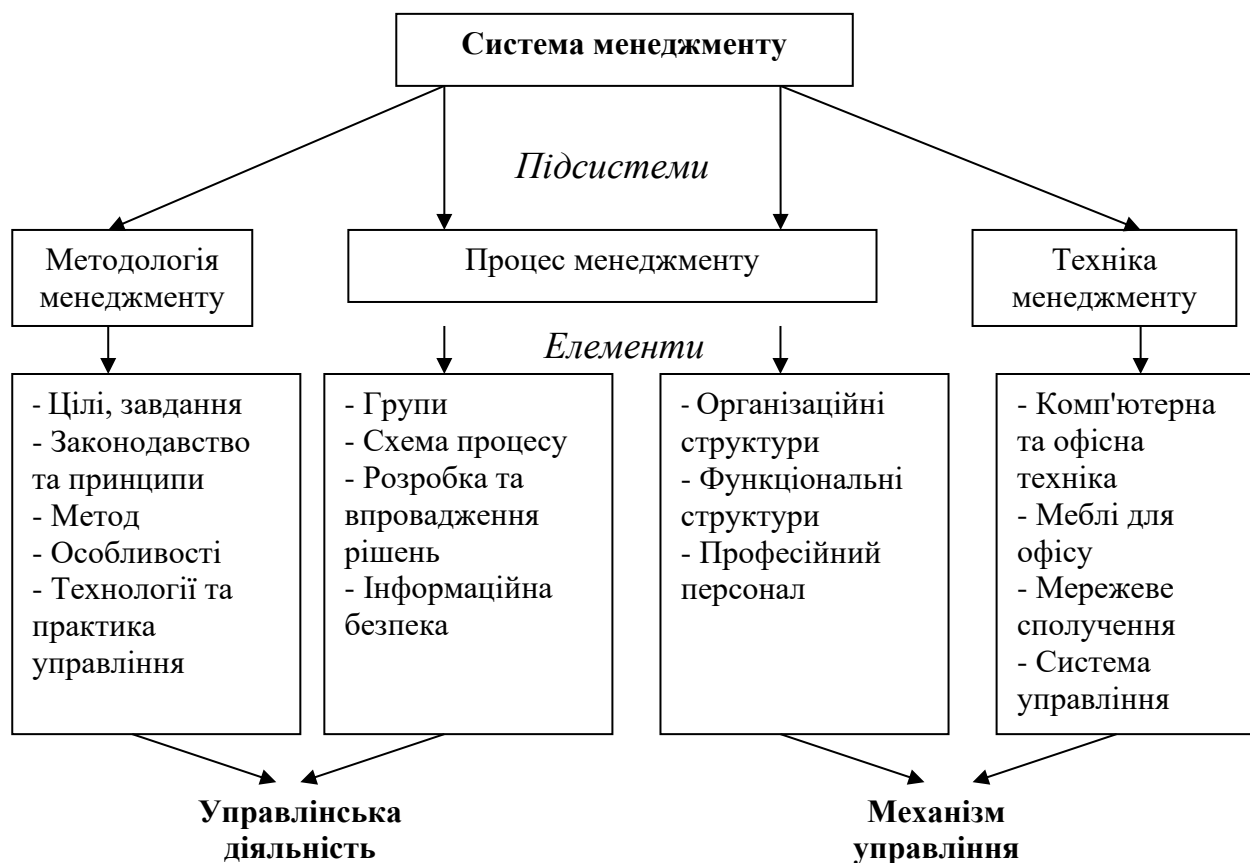 Система менеджменту
Підсистеми
Методологія
менеджменту
Процес менеджменту
Техніка
менеджменту
Елементи
- Цілі, завдання
- Законодавство
та принципи
- Метод
- Особливості
- Технології та
практика
управління
- Групи
- Схема процесу
- Розробка та
впровадження
рішень
- Інформаційна
безпека
- Організаційні
структури
- Функціональні
структури
- Професійний
персонал
- Комп'ютерна
та офісна
техніка
- Меблі для
офісу
- Мережеве
сполучення
- Система
управління
Управлінська
діяльність
Механізм
управління